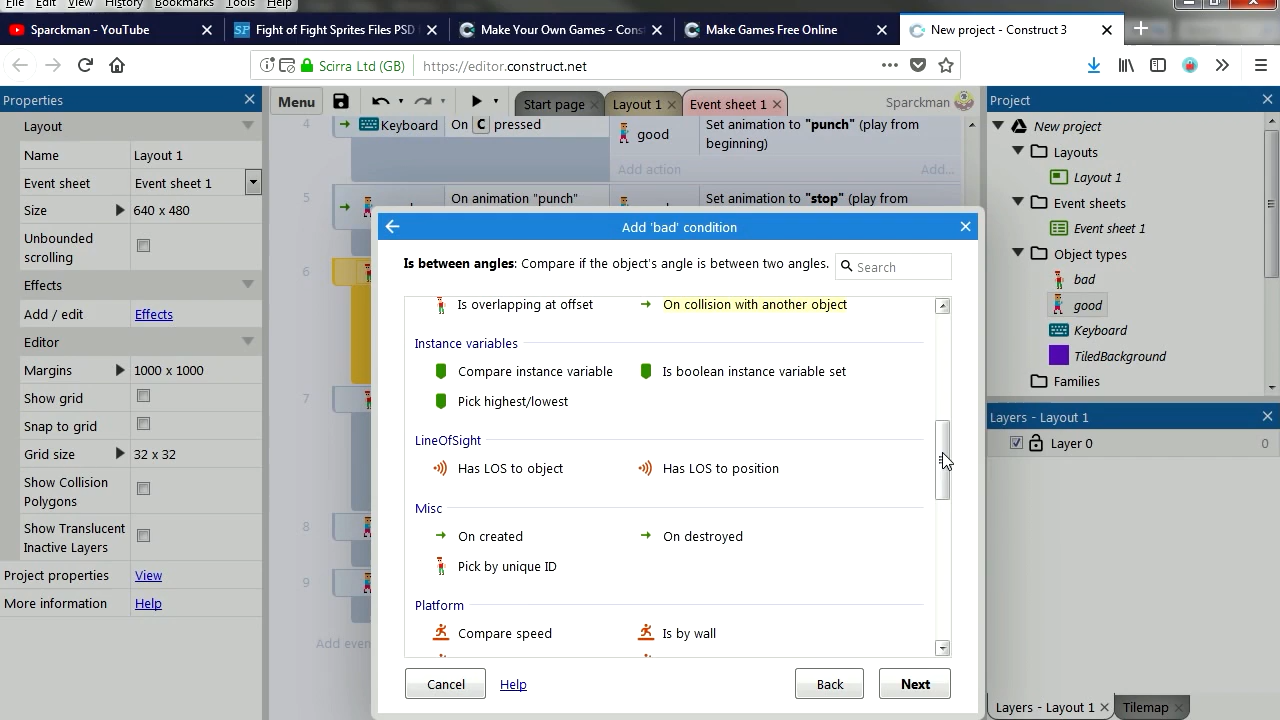 File Edit View History Bookmarks Tools Help
Sparckman - YouTube
SP Fight of Fight Sprites Files PSD
Make Your Own Games - Cons
Make Games Free Online
New project - Construct 3
Scirra Ltd (GB) https://editor.construct.net
Properties
Menu
Start page
Layout 1
Event sheet 1
Sparckman
Project
Layout
Name Layout 1
Event sheet Event sheet 1
Size 640 x 480
Unbounded
scrolling
Effects
Add / edit Effects
Editor
Margins 1000 x 1000
Show grid
Snap to grid
Grid size 32 x 32
Show Collision
Polygons
Show Translucent
Inactive Layers
Project properties View
More information Help
4 Keyboard On C pressed good Set animation to "punch" (play from
beginning)
Add action Add...
5 On animation "punch" Set animation to "stop" (play from
6
7
8
9
Add even
Add 'bad' condition
Is between angles: Compare if the object's angle is between two angles.
Search
Is overlapping at offset On collision with another object
Instance variables
Compare instance variable Is boolean instance variable set
Pick highest/lowest
LineOfSight
Has LOS to object Has LOS to position
Misc
On created On destroyed
Pick by unique ID
Platform
Compare speed Is by wall
Cancel Help Back Next
New project
Layouts
Layout 1
Event sheets
Event sheet 1
Object types
bad
good
Keyboard
TiledBackground
Families
Layers - Layout 1
Layer 0 0
Layers - Layout 1 Tilemap